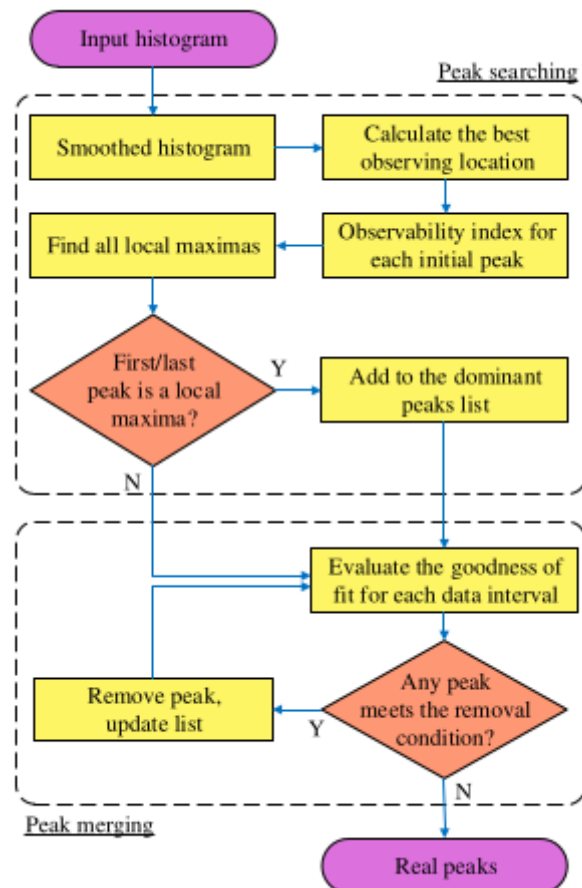 Input histogram
Peak searching
Smoothed histogram
Calculate the best
observing location
Find all local maximas
Observability index for
each initial peak
First/last
peak is a local
maxima?
Y
Add to the dominant
peaks list
N
Evaluate the goodness of
fit for each data interval
Remove peak,
update list
Y
Any peak
meets the removal
condition?
N
Peak merging
Real peaks